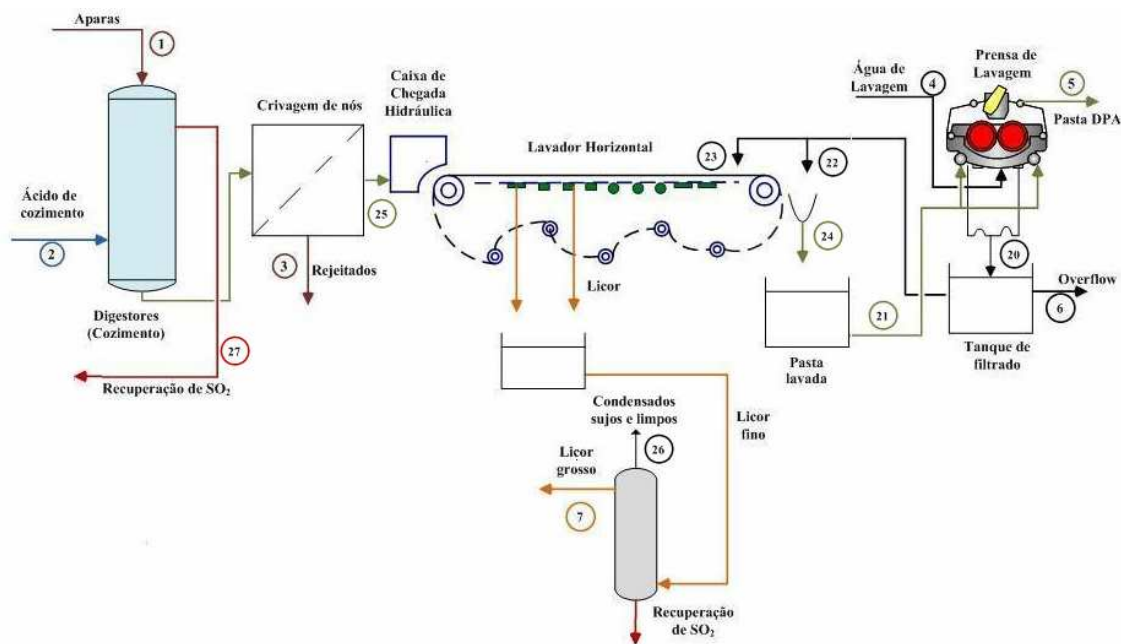 Aparas
1
Ácido de
cozimento
2
Digestores
(Cozimento)
27
Recuperação de SO₂
Crivagem de nós
3
Rejeitados
25
Caixa de
Chegada
Hidráulica
Lavador Horizontal
Licor
23
22
24
Pasta
lavada
21
Água de
Lavagem
4
Prensa de
Lavagem
5
Pasta DPA
20
Overflow
6
Tanque de
filtrado
Licor
fino
Condensados
sujos e limpos
26
Licor
grosso
7
Recuperação
de SO₂